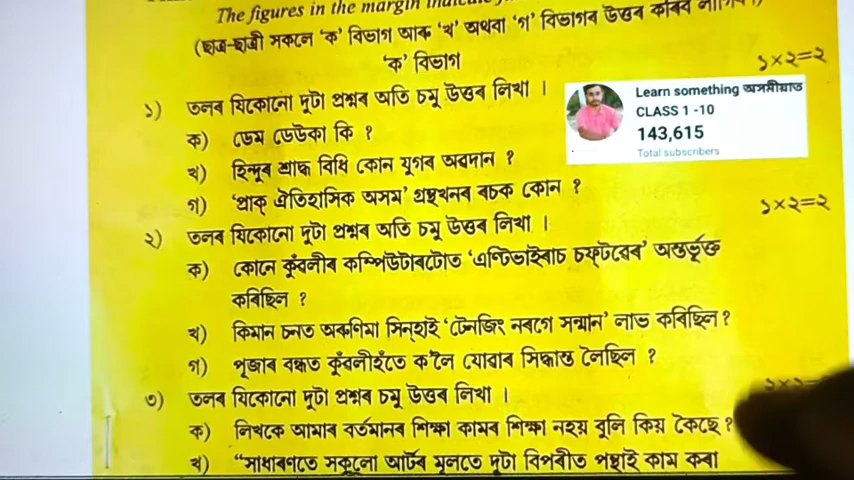 The figures in the margin indicate
(ছাত্ৰ-ছাত্ৰী সকলে ‘ক’ বিভাগ আৰু ‘খ’ অথবা ‘গ’ বিভাগৰ উত্তৰ কৰিব লাগিব।)
‘ক’ বিভাগ
১×২=২
১) তলৰ যিকোনো দুটা প্ৰশ্নৰ অতি চমু উত্তৰ লিখা ।
Learn something অসমীয়াত
CLASS 1 -10
143,615
Total subscribers
ক) ডেম ডেউকা কি ?
খ) হিন্দুৰ শ্ৰাদ্ধ বিধি কোন যুগৰ অৱদান ?
গ) ‘প্ৰাক্ ঐতিহাসিক অসম’ গ্ৰন্থখনৰ ৰচক কোন ?
১×২=২
২) তলৰ যিকোনো দুটা প্ৰশ্নৰ অতি চমু উত্তৰ লিখা ।
ক) কোনে কুঁৱলীৰ কম্পিউটাৰটোত ‘এণ্টিভাইৰাচ চফ্‌টৱেৰ’ অন্তৰ্ভুক্ত
কৰিছিল ?
খ) কিমান চনত অৰুণিমা সিন্‌হাই ‘টেনজিং নৰগে সন্মান’ লাভ কৰিছিল ?
গ) পূজাৰ বন্ধত কুঁৱলীহঁতে ক’লৈ যোৱাৰ সিদ্ধান্ত লৈছিল ?
৩) তলৰ যিকোনো দুটা প্ৰশ্নৰ চমু উত্তৰ লিখা ।
ক) লিখকে আমাৰ বৰ্তমানৰ শিক্ষা কামৰ শিক্ষা নহয় বুলি কিয় কৈছে ?
খ) “সাধাৰণতে সকলো আৰ্টৰ মূলতে দুটা বিপৰীত পন্থাই কাম কৰা